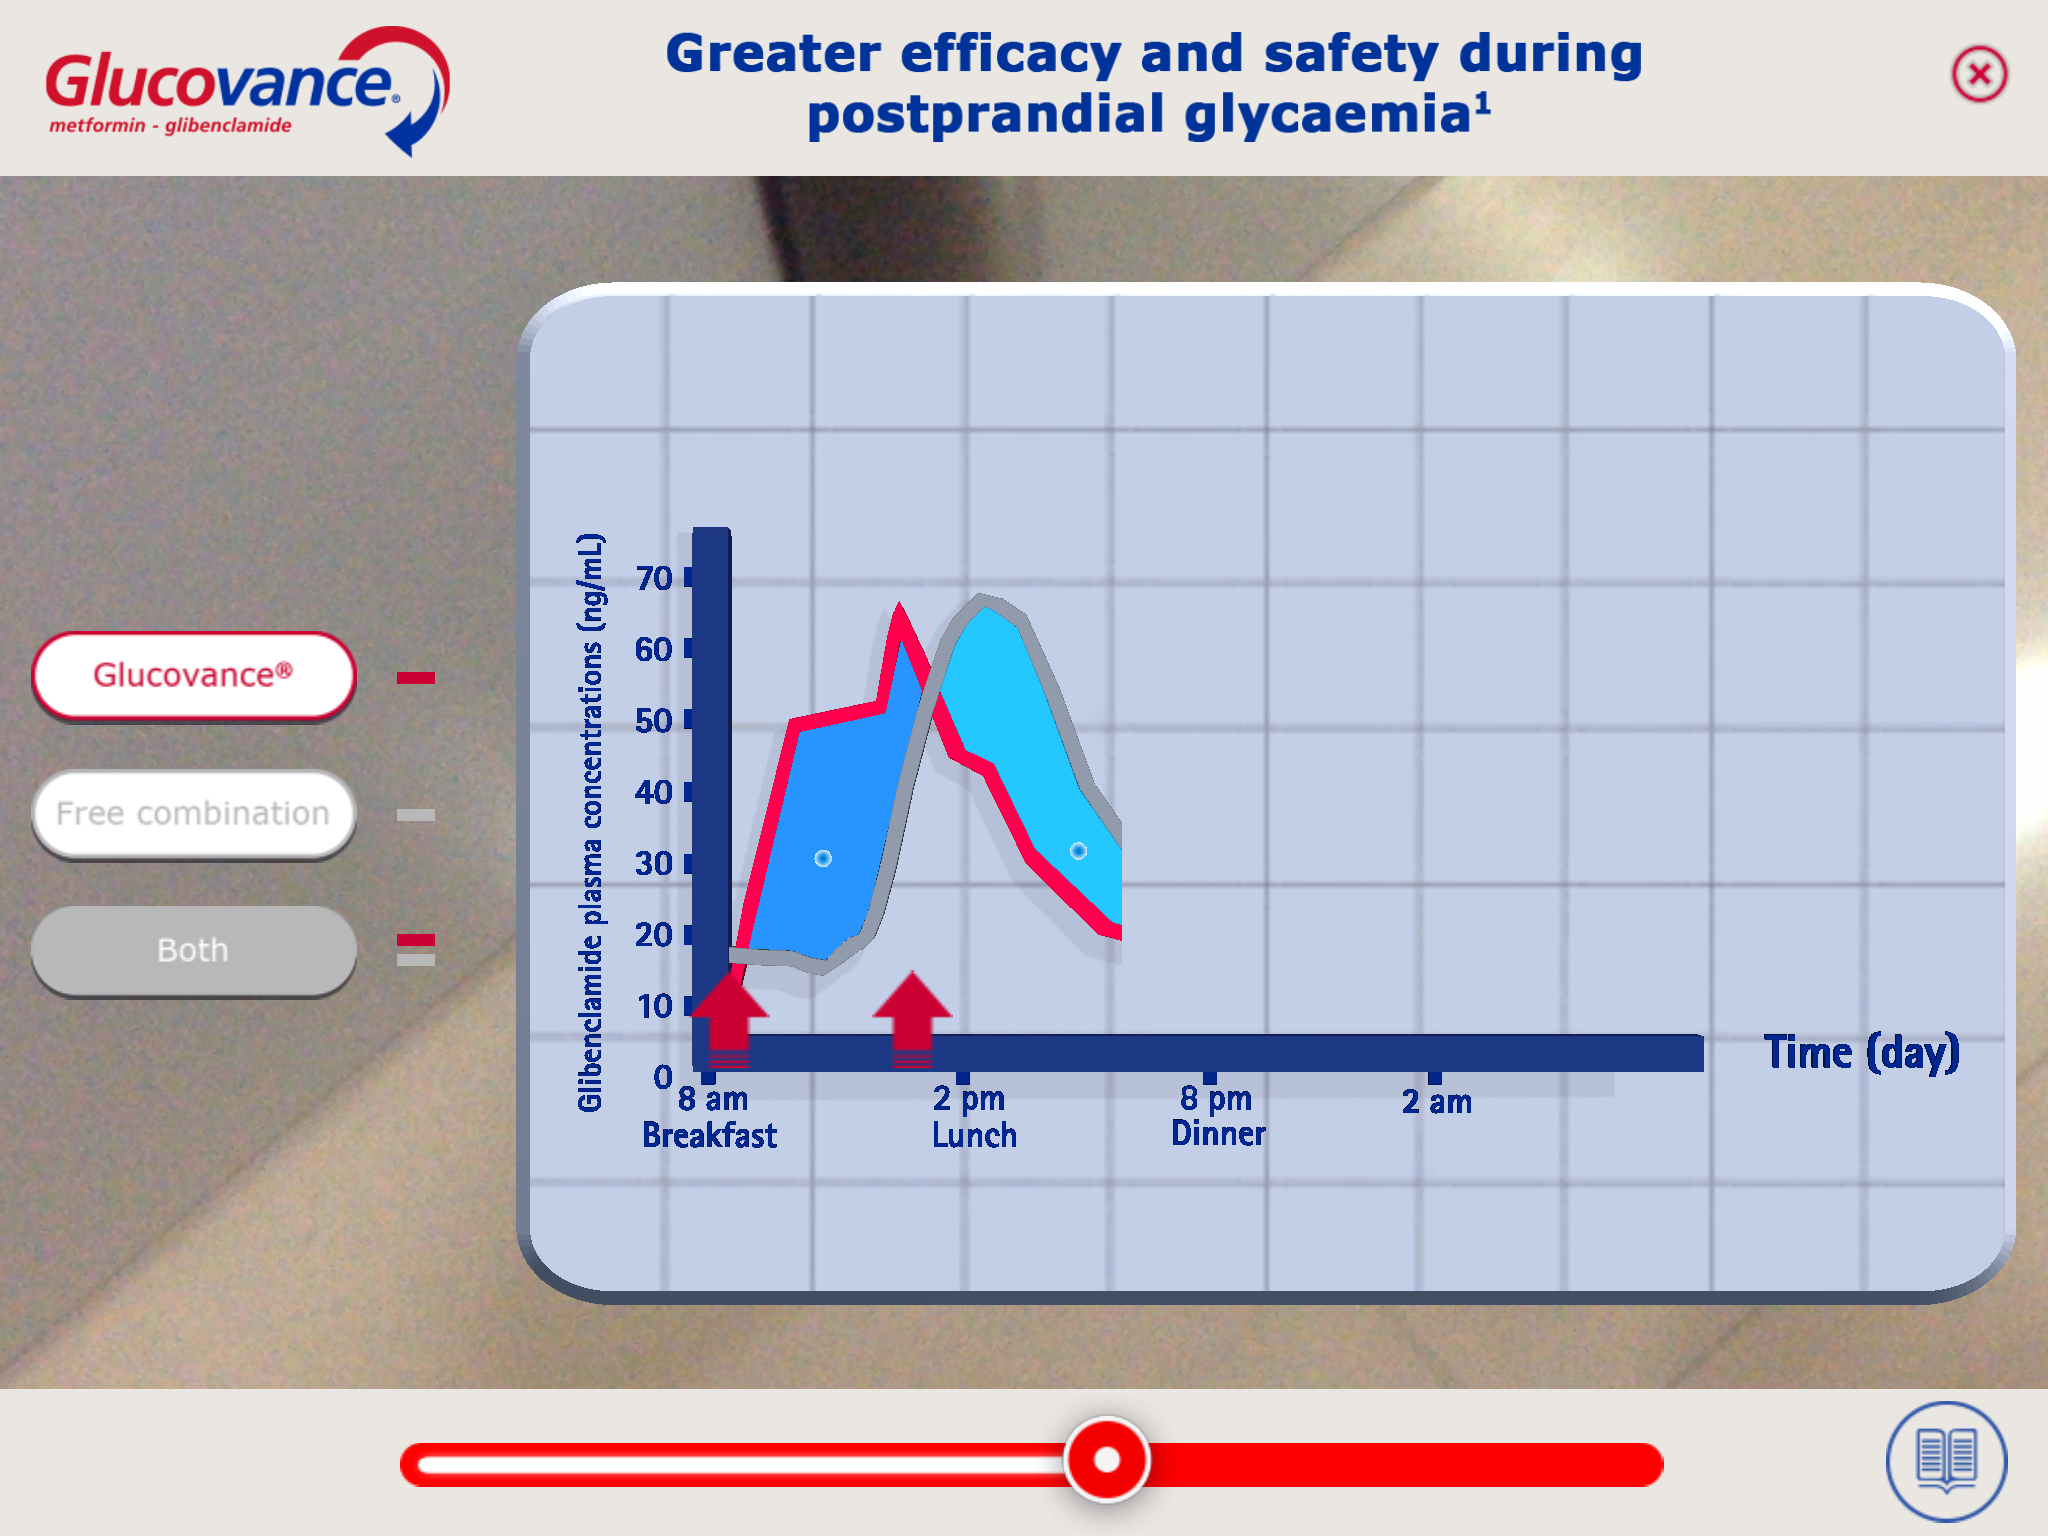 Glucovance®
metformin - glibenclamide
Greater efficacy and safety during
postprandial glycaemia¹
Glucovance®
Free combination
Both
Glibenclamide plasma concentrations (ng/mL)
70
60
50
40
30
20
10
0
8 am
Breakfast
2 pm
Lunch
8 pm
Dinner
2 am
Time (day)